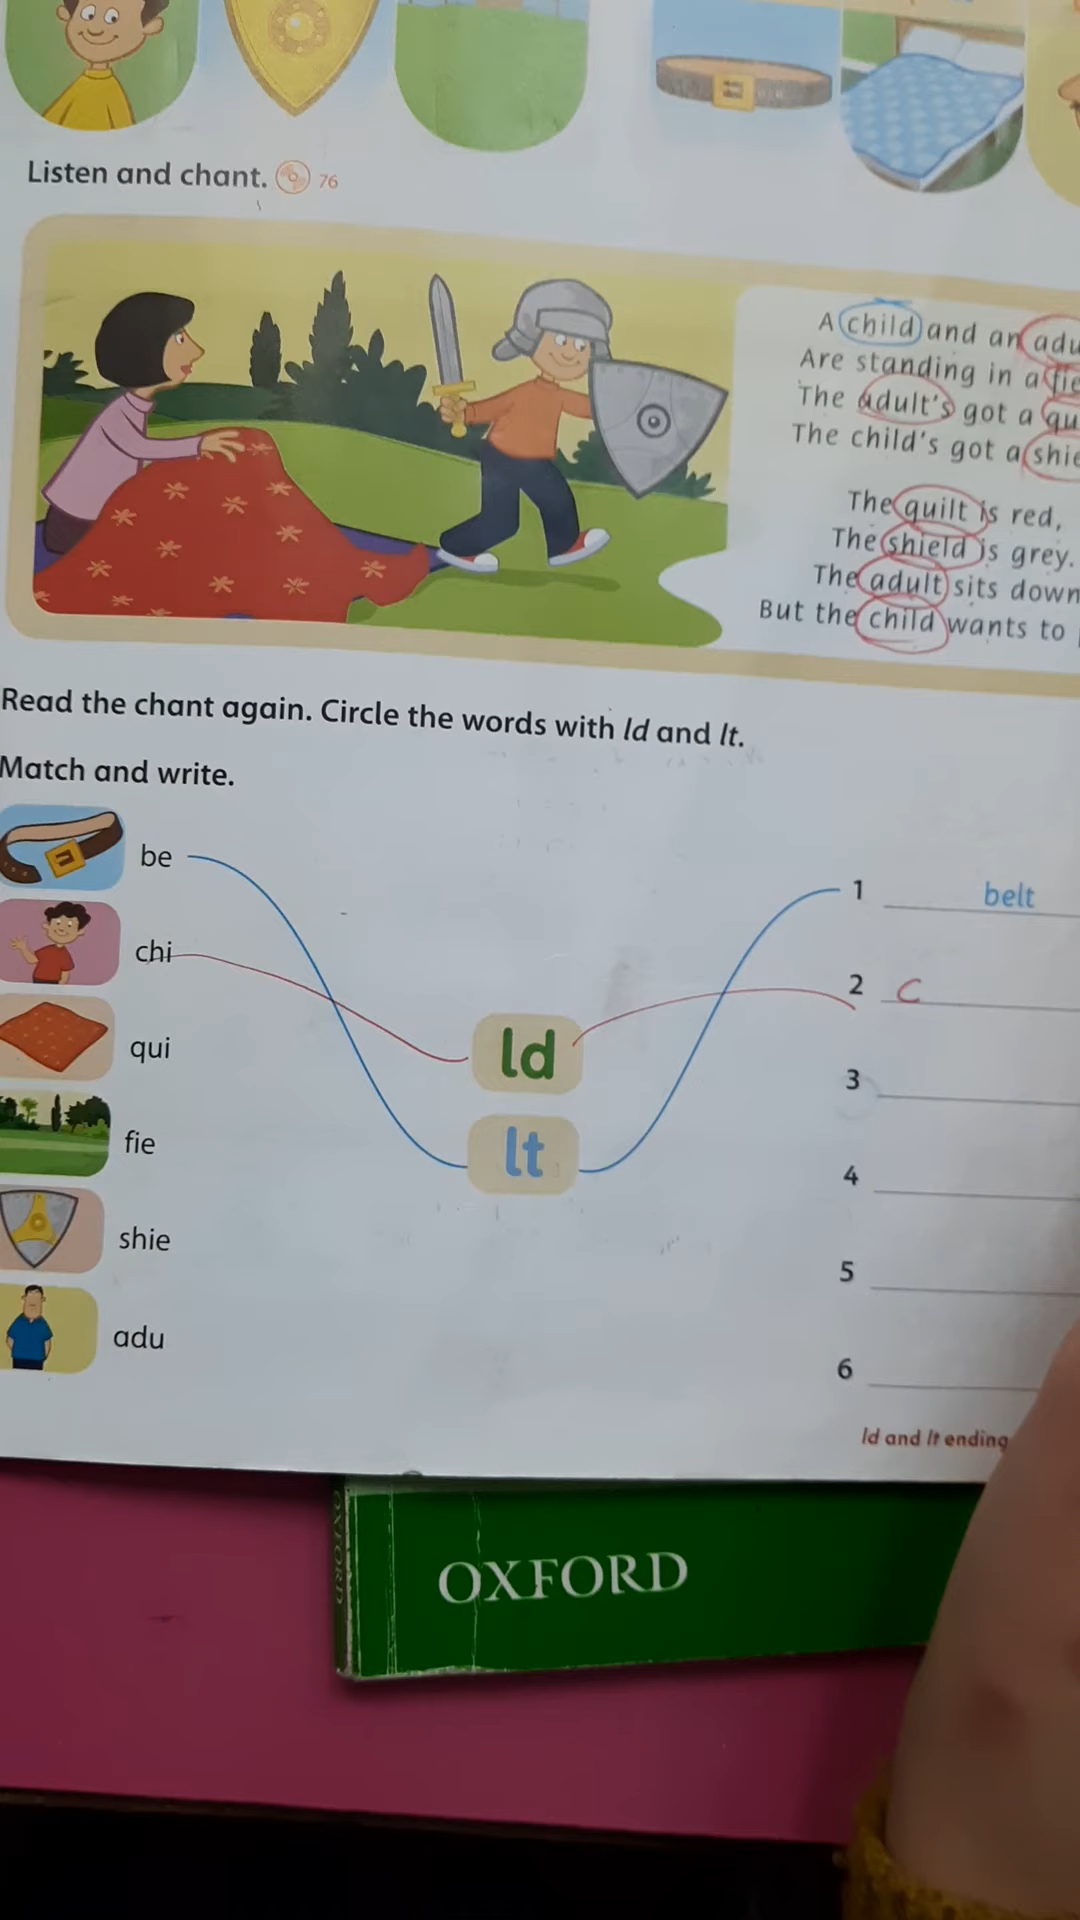 Listen and chant. 76
A child and an adu
Are standing in a fie
The adult's got a qu
The child's got a shie
The quilt is red,
The shield is grey.
The adult sits down
But the child wants to
Read the chant again. Circle the words with ld and lt.
Match and write.
be
1 belt
chi
2 C
ld
qui
3
lt
fie
4
shie
5
adu
6
ld and lt ending
OXFORD
OXFORD